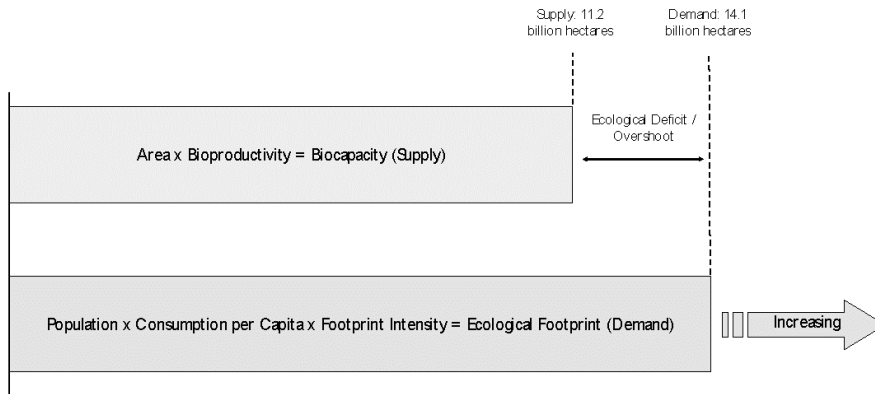 Supply: 11.2
billion hectares
Demand: 14.1
billion hectares
Ecological Deficit /
Overshoot
Area x Bioproductivity = Biocapacity (Supply)
Population x Consumption per Capita x Footprint Intensity = Ecological Footprint (Demand)
Increasing